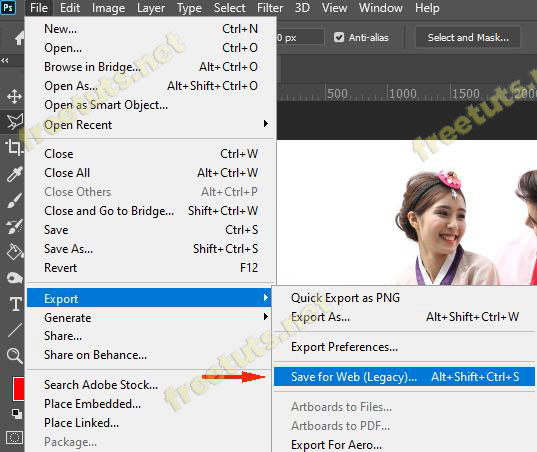 Ps File Edit Image Layer Type Select Filter 3D View Window Help
0 px Anti-alias Select and Mask...
New... Ctrl+N
Open... Ctrl+O
Browse in Bridge... Alt+Ctrl+O
Open As... Alt+Shift+Ctrl+O
Open as Smart Object...
Open Recent
500 1000 1500 2000
Close Ctrl+W
Close All Alt+Ctrl+W
Close Others Alt+Ctrl+P
Close and Go to Bridge... Shift+Ctrl+W
Save Ctrl+S
Save As... Shift+Ctrl+S
Revert F12
Export
Generate
Share...
Share on Behance...
Search Adobe Stock...
Place Embedded...
Place Linked...
Package...
Quick Export as PNG
Export As... Alt+Shift+Ctrl+W
Export Preferences...
Save for Web (Legacy)... Alt+Shift+Ctrl+S
Artboards to Files...
Artboards to PDF...
Export For Aero...
T
freetuts.net
freetuts.net
freetuts.net